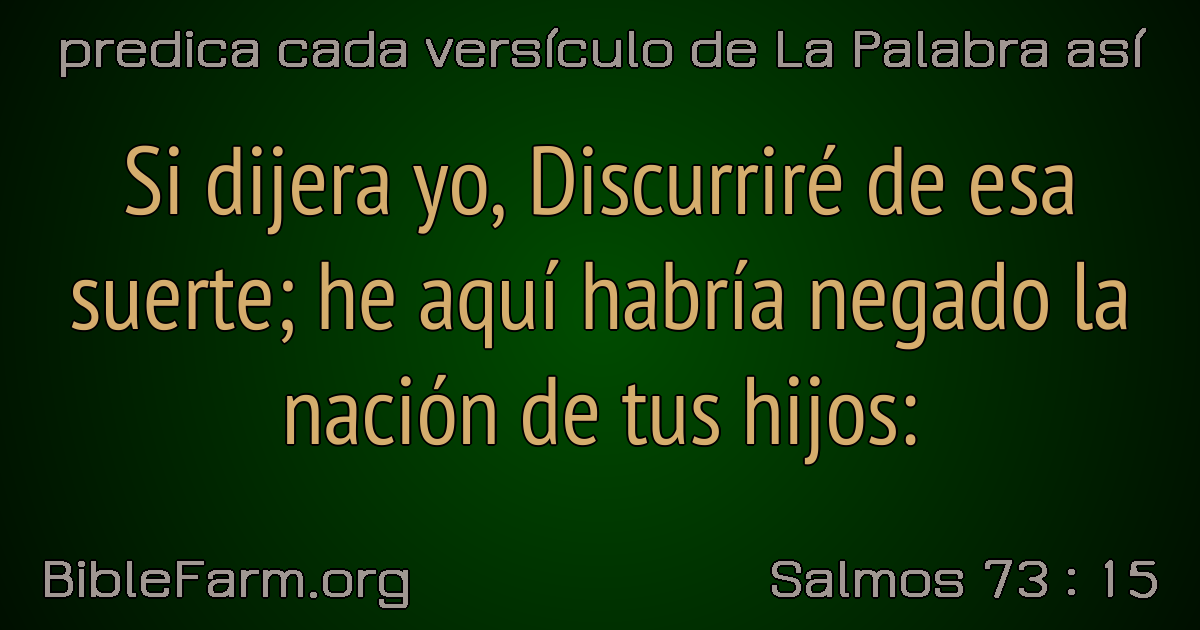 predica cada versículo de La Palabra así
Si dijera yo, Discurriré de esa
suerte; he aquí habría negado la
nación de tus hijos:
BibleFarm.org
Salmos 73 : 15